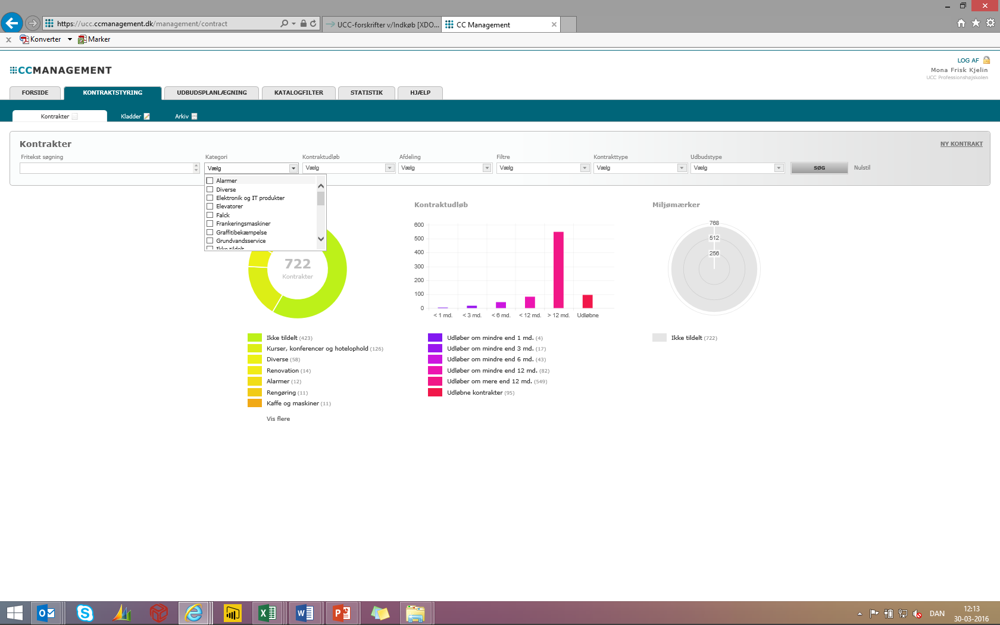 https://ucc.ccmanagement.dk/management/contract
UCC-forskrifter v/Indkøb [XDO...
CC Management
x Konverter Marker
LOG AF
CCMANAGEMENT
Mona Frisk Kjelin
UCC Professionshøjskolen
FORSIDE KONTRAKTSTYRING UDBUDSPLANLÆGNING KATALOGFILTER STATISTIK HJÆLP
Kontrakter Kladder Arkiv
Kontrakter
NY KONTRAKT
Fritekst søgning Kategori Kontraktudløb Afdeling Filtre Kontrakttype Udbudstype
Vælg Vælg Vælg Vælg Vælg Vælg SØG Nulstil
Alarmer
Diverse
Elektronik og IT produkter
Elevatorer
Falck
Frankeringsmaskiner
Graffitibekæmpelse
Grundvandsservice
Ikke tildelt
722
Kontrakter
Ikke tildelt (423)
Kurser, konferencer og hotelophold (126)
Diverse (58)
Renovation (14)
Alarmer (12)
Rengøring (11)
Kaffe og maskiner (11)
Vis flere
Kontraktudløb
600
500
400
300
200
100
0
< 1 md. < 3 md. < 6 md. < 12 md. > 12 md. Udløbne
Udløber om mindre end 1 md. (4)
Udløber om mindre end 3 md. (17)
Udløber om mindre end 6 md. (43)
Udløber om mindre end 12 md. (82)
Udløber om mere end 12 md. (549)
Udløbne kontrakter (95)
Miljømærker
768
512
256
Ikke tildelt (722)
DAN
12:13
30-03-2016